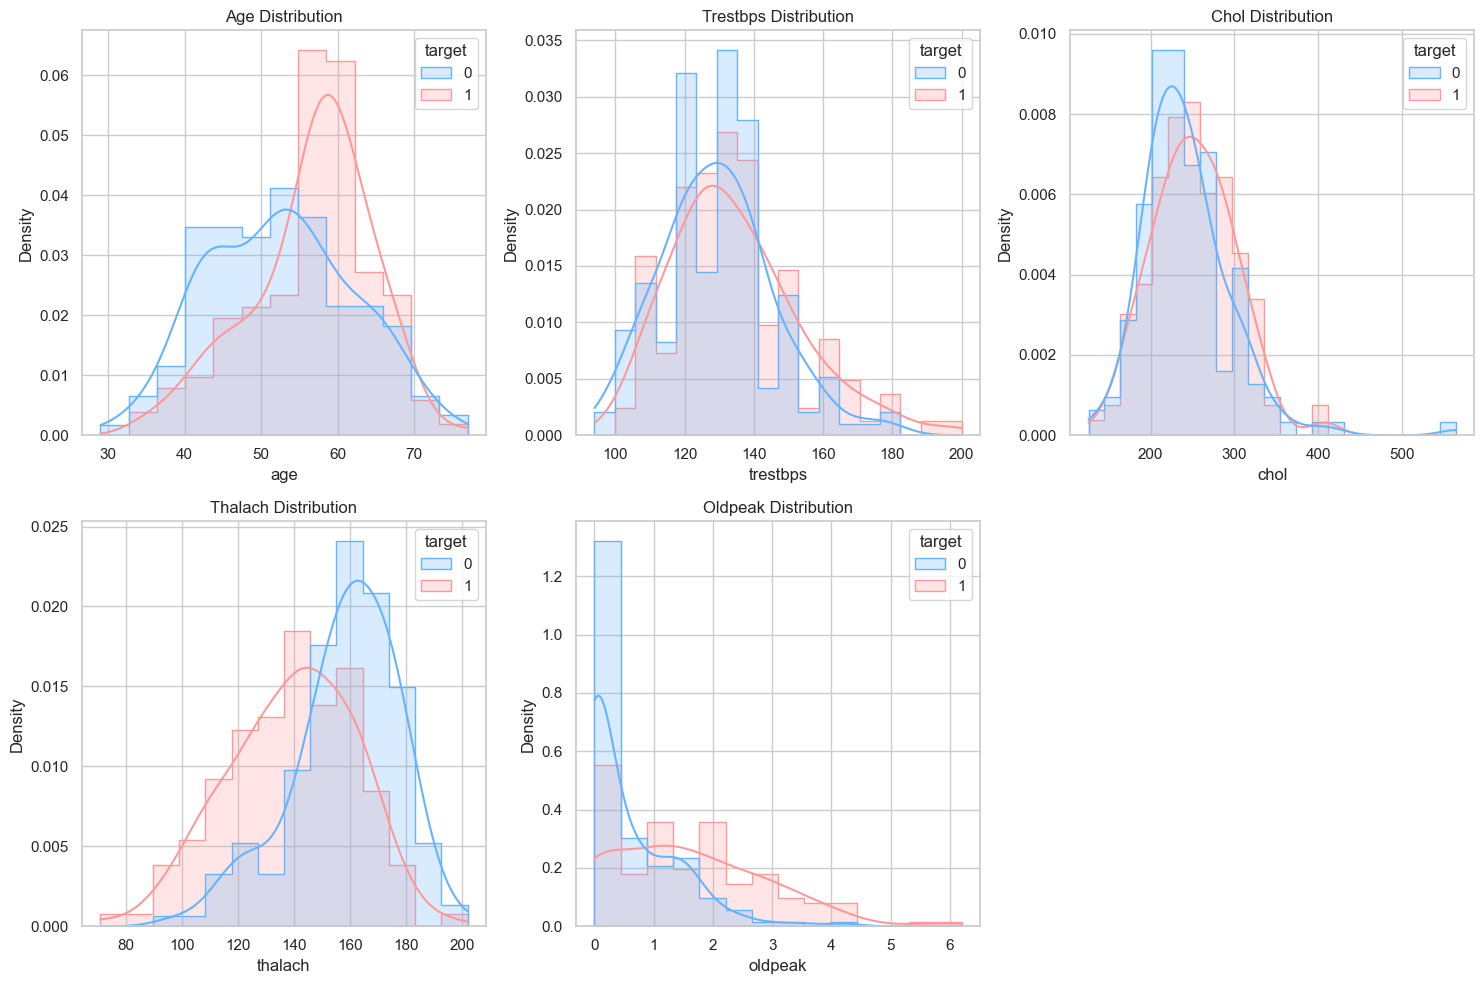 Age Distribution
target
0
1
0.06
0.05
0.04
0.03
0.02
0.01
0.00
Density
30 40 50 60 70
age
Trestbps Distribution
target
0
1
0.035
0.030
0.025
0.020
0.015
0.010
0.005
0.000
Density
100 120 140 160 180 200
trestbps
Chol Distribution
target
0
1
0.010
0.008
0.006
0.004
0.002
0.000
Density
200 300 400 500
chol
Thalach Distribution
target
0
1
0.025
0.020
0.015
0.010
0.005
0.000
Density
80 100 120 140 160 180 200
thalach
Oldpeak Distribution
target
0
1
1.2
1.0
0.8
0.6
0.4
0.2
0.0
Density
0 1 2 3 4 5 6
oldpeak